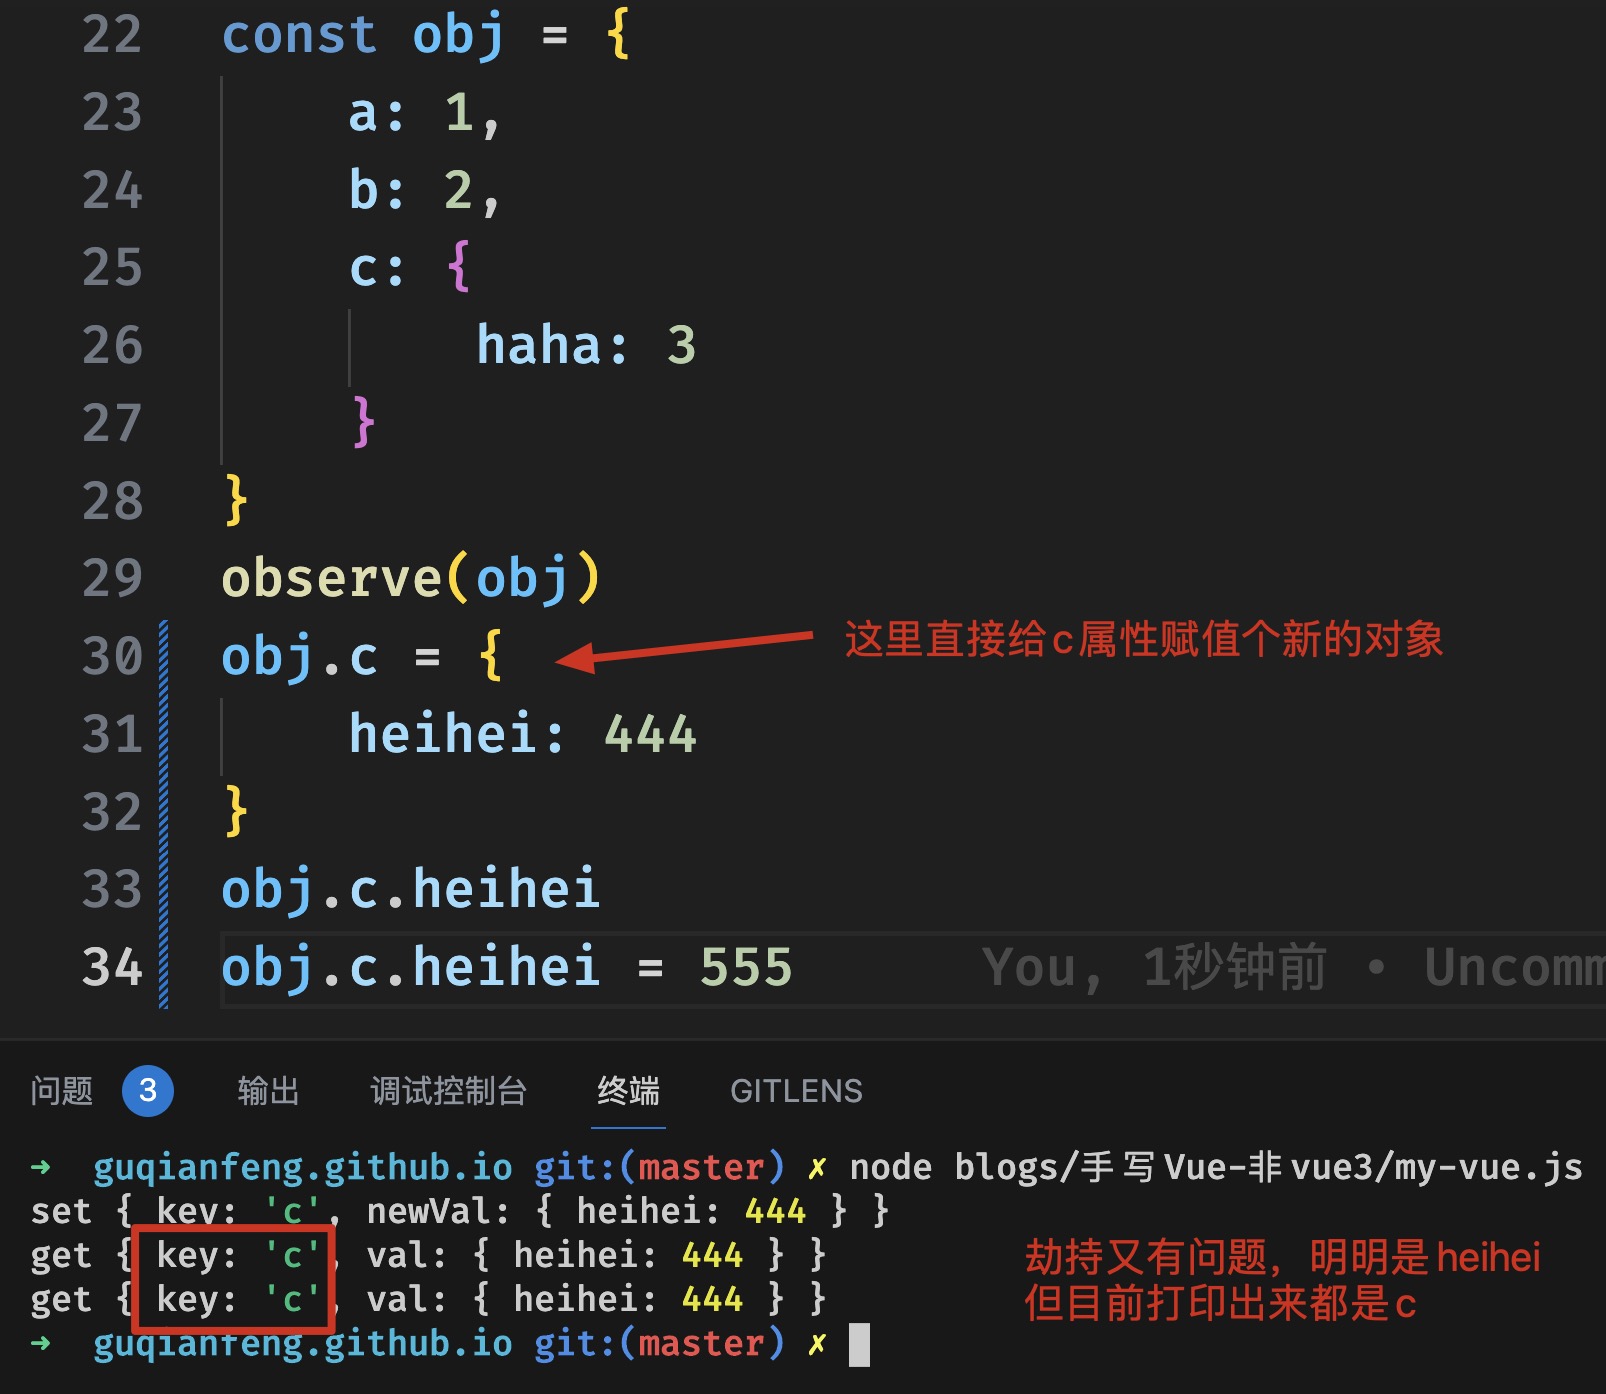 22 const obj = {
23 a: 1,
24 b: 2,
25 c: {
26 haha: 3
27 }
28 }
29 observe(obj)
30 obj.c = { 这里直接给c属性赋值个新的对象
31 heihei: 444
32 }
33 obj.c.heihei
34 obj.c.heihei = 555 You, 1秒钟前 • Uncomm
问题 3 输出 调试控制台 终端 GITLENS
➜ guqianfeng.github.io git:(master) ✗ node blogs/手写Vue-非vue3/my-vue.js
set { key: 'c', newVal: { heihei: 444 } }
get { key: 'c', val: { heihei: 444 } } 劫持又有问题，明明是heihei
get { key: 'c', val: { heihei: 444 } } 但目前打印出来都是c
➜ guqianfeng.github.io git:(master) ✗